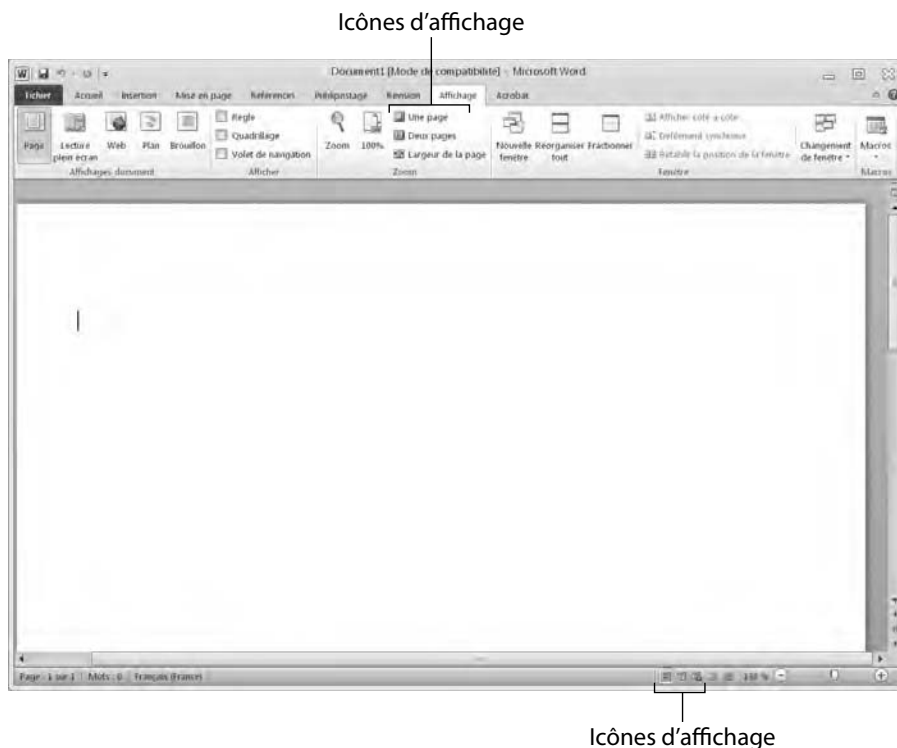 Icônes d'affichage
Document1 [Mode de compatibilité] - Microsoft Word
Fichier Accueil Insertion Mise en page Références Publipostage Révision Affichage Acrobat
Page Lecture plein écran Web Plan Brouillon
Règle
Quadrillage
Volet de navigation
Zoom 100%
Une page
Deux pages
Largeur de la page
Nouvelle fenêtre Réorganiser tout Fractionner
Afficher côte à côte
Défilement synchrone
Rétablir la position de la fenêtre
Changement de fenêtre
Macros
Affichages document Afficher Zoom Fenêtre Macros
Page : 1 sur 1 Mots : 0 Français (France)
Icônes d'affichage